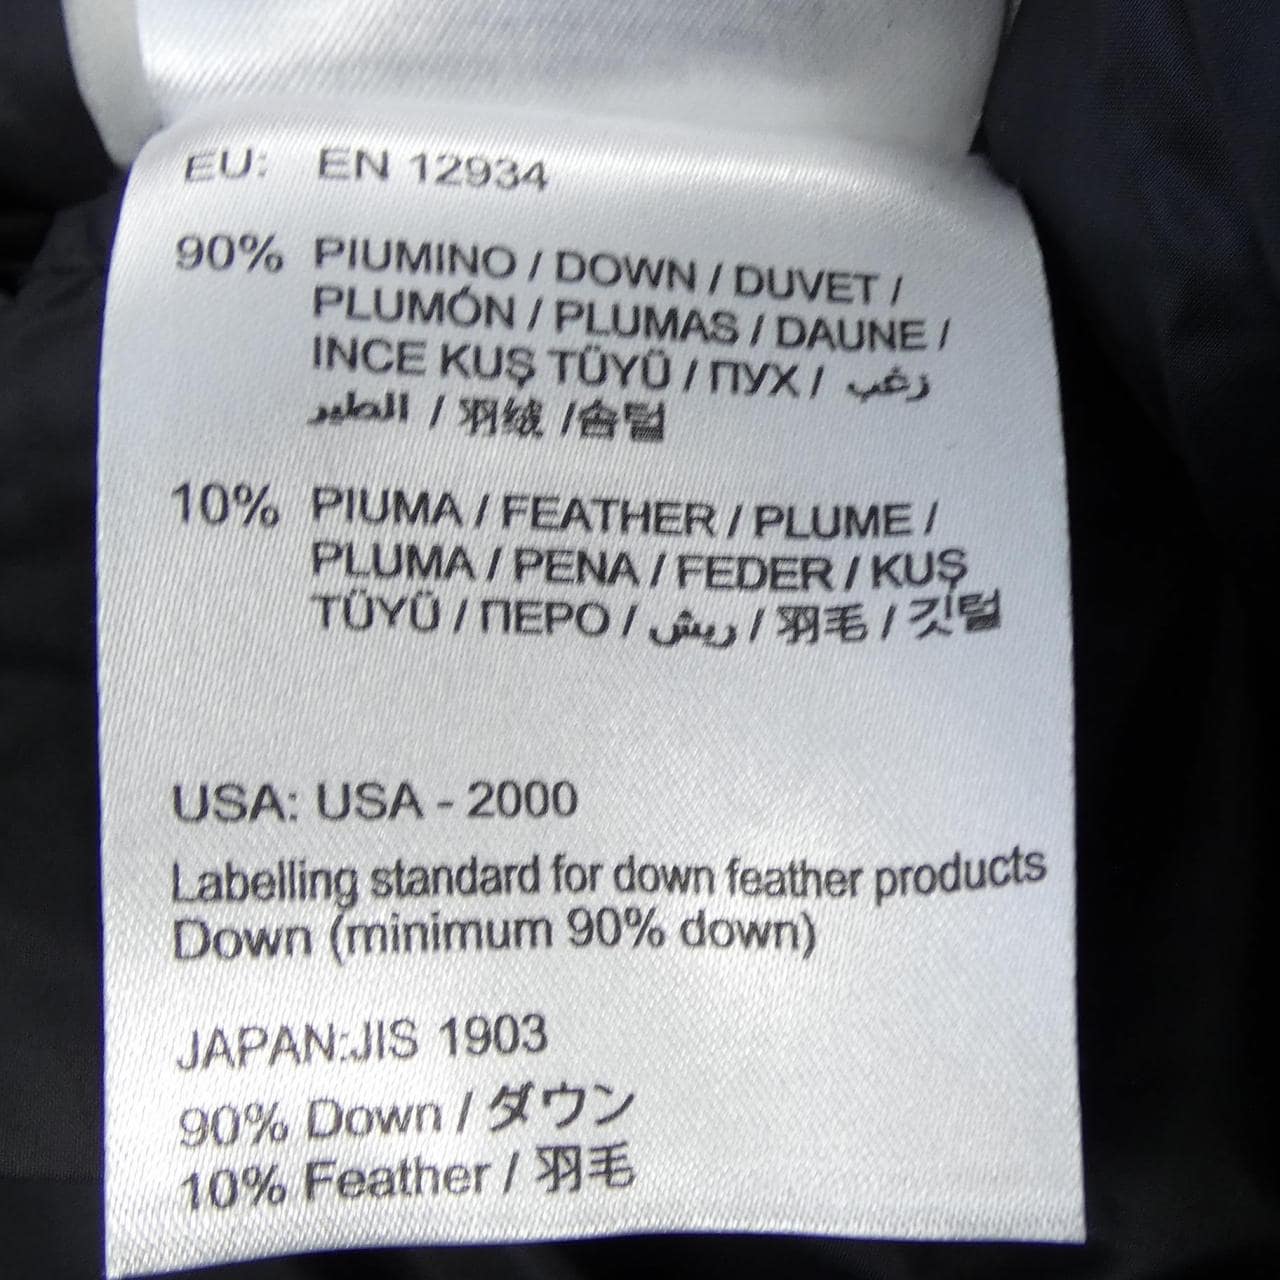 EU: EN 12934
90% PIUMINO / DOWN / DUVET /
PLUMÓN / PLUMAS / DAUNE /
INCE KUŞ TÜYÜ / ПУХ / زغب
الطير / 羽绒 /솜털
10% PIUMA / FEATHER / PLUME /
PLUMA / PENA / FEDER / KUŞ
TÜYÜ / ПЕРО / ريش / 羽毛 / 깃털
USA: USA - 2000
Labelling standard for down feather products
Down (minimum 90% down)
JAPAN:JIS 1903
90% Down / ダウン
10% Feather / 羽毛